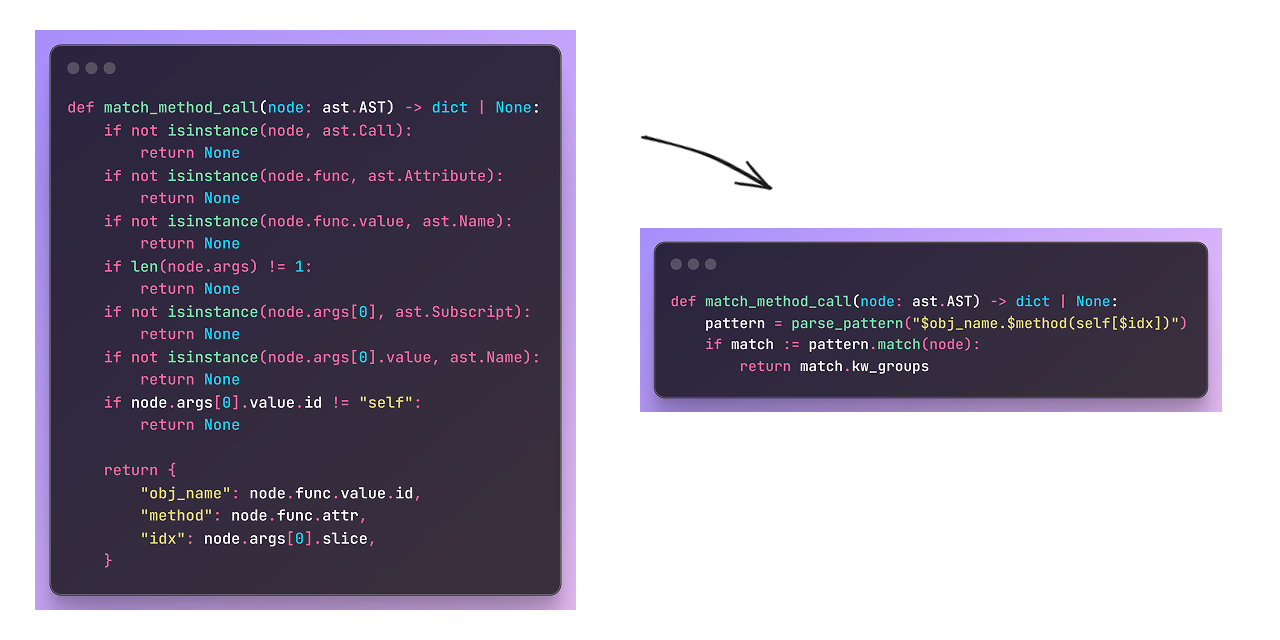 def match_method_call(node: ast.AST) -> dict | None:
    if not isinstance(node, ast.Call):
        return None
    if not isinstance(node.func, ast.Attribute):
        return None
    if not isinstance(node.func.value, ast.Name):
        return None
    if len(node.args) != 1:
        return None
    if not isinstance(node.args[0], ast.Subscript):
        return None
    if not isinstance(node.args[0].value, ast.Name):
        return None
    if node.args[0].value.id != "self":
        return None

    return {
        "obj_name": node.func.value.id,
        "method": node.func.attr,
        "idx": node.args[0].slice,
    }
def match_method_call(node: ast.AST) -> dict | None:
    pattern = parse_pattern("$obj_name.$method(self[$idx])")
    if match := pattern.match(node):
        return match.kw_groups